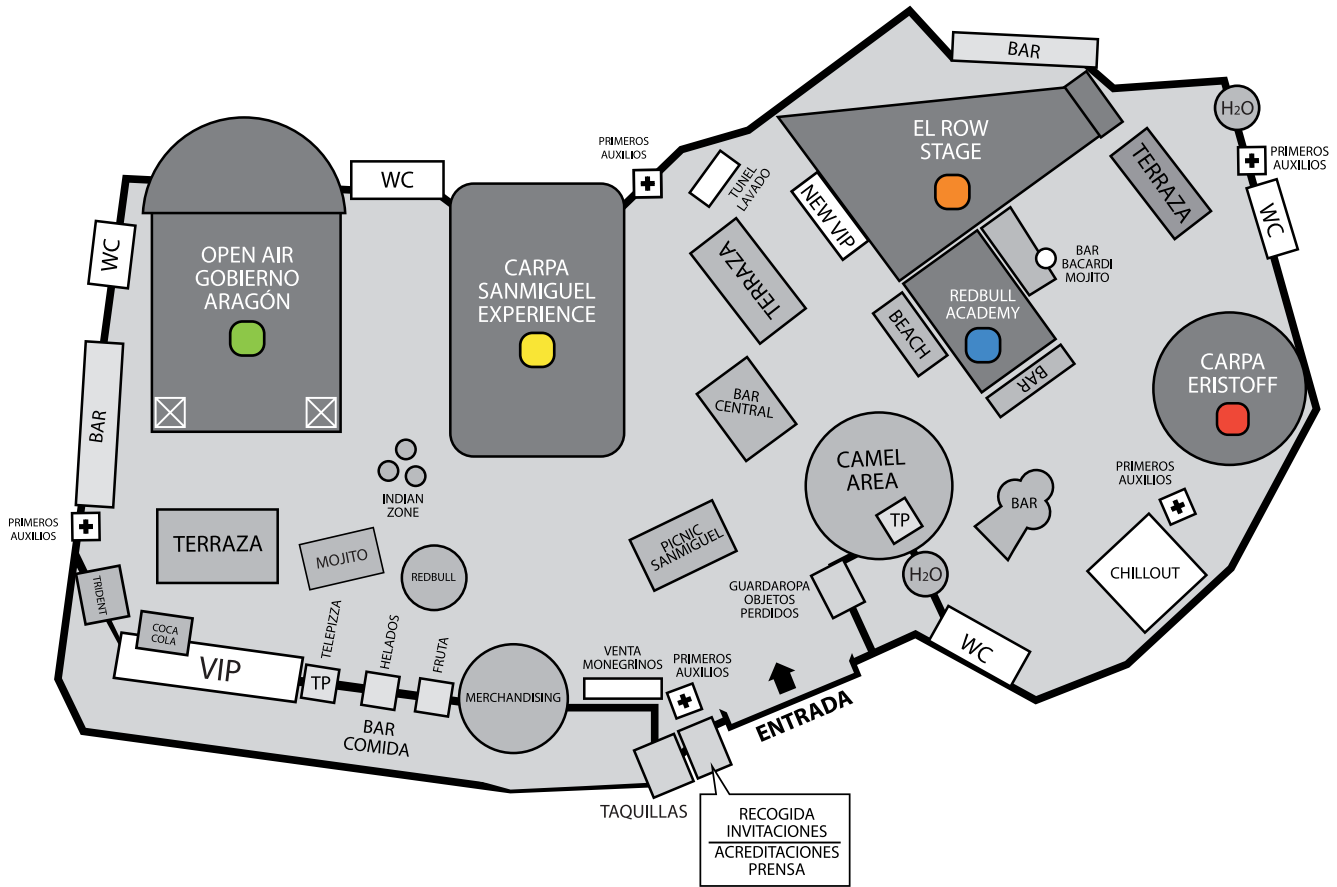 BAR
H2O
PRIMEROS
AUXILIOS
WC
TERRAZA
EL ROW
STAGE
NEW VIP
TUNEL
LAVADO
PRIMEROS
AUXILIOS
WC
WC
OPEN AIR
GOBIERNO
ARAGÓN
CARPA
SANMIGUEL
EXPERIENCE
TERRAZA
BAR
BACARDI
MOJITO
REDBULL
ACADEMY
BEACH
BAR
CARPA
ERISTOFF
BAR
BAR
CENTRAL
CAMEL
AREA
TP
BAR
PRIMEROS
AUXILIOS
CHILLOUT
INDIAN
ZONE
PRIMEROS
AUXILIOS
TERRAZA
MOJITO
REDBULL
PICNIC
SANMIGUEL
GUARDAROPA
OBJETOS
PERDIDOS
H2O
WC
TRIDENT
COCA
COLA
VIP
TELEPIZZA
TP
HELADOS
FRUTA
BAR
COMIDA
MERCHANDISING
VENTA
MONEGRINOS
PRIMEROS
AUXILIOS
ENTRADA
TAQUILLAS
RECOGIDA
INVITACIONES
ACREDITACIONES
PRENSA